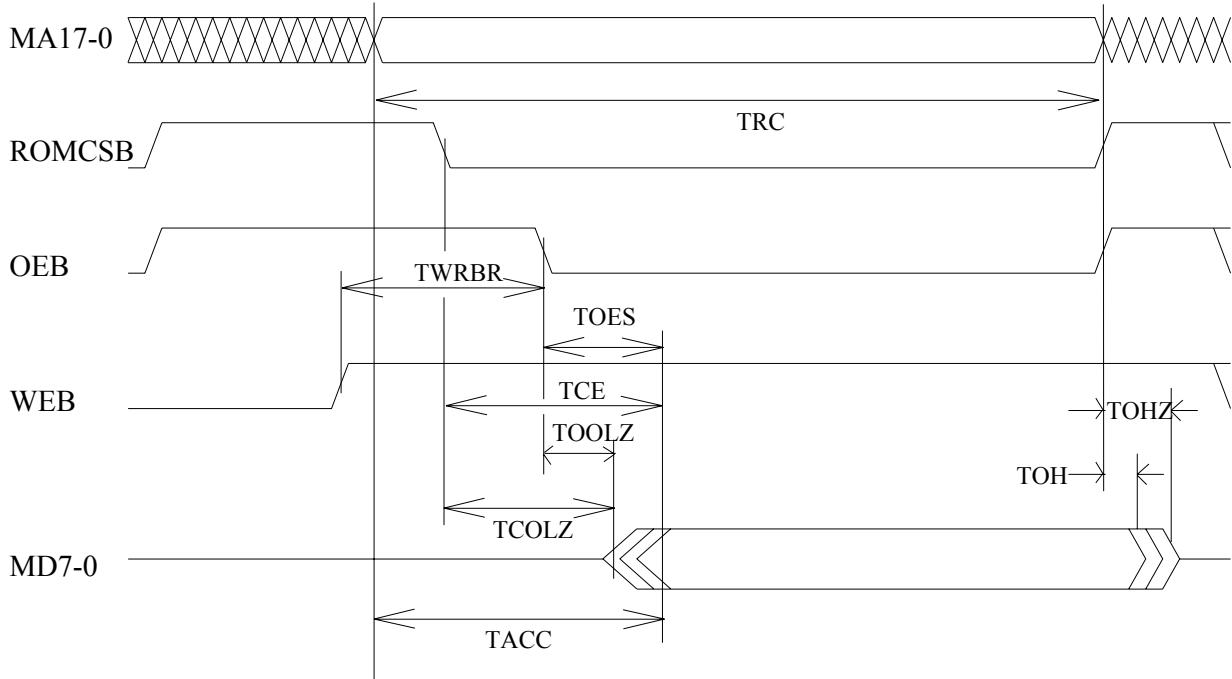 MA17-0
TRC
ROMCSB
OEB
TWRBR
TOES
WEB
TCE
TOHZ
TOOLZ
TOH
TCOLZ
MD7-0
TACC